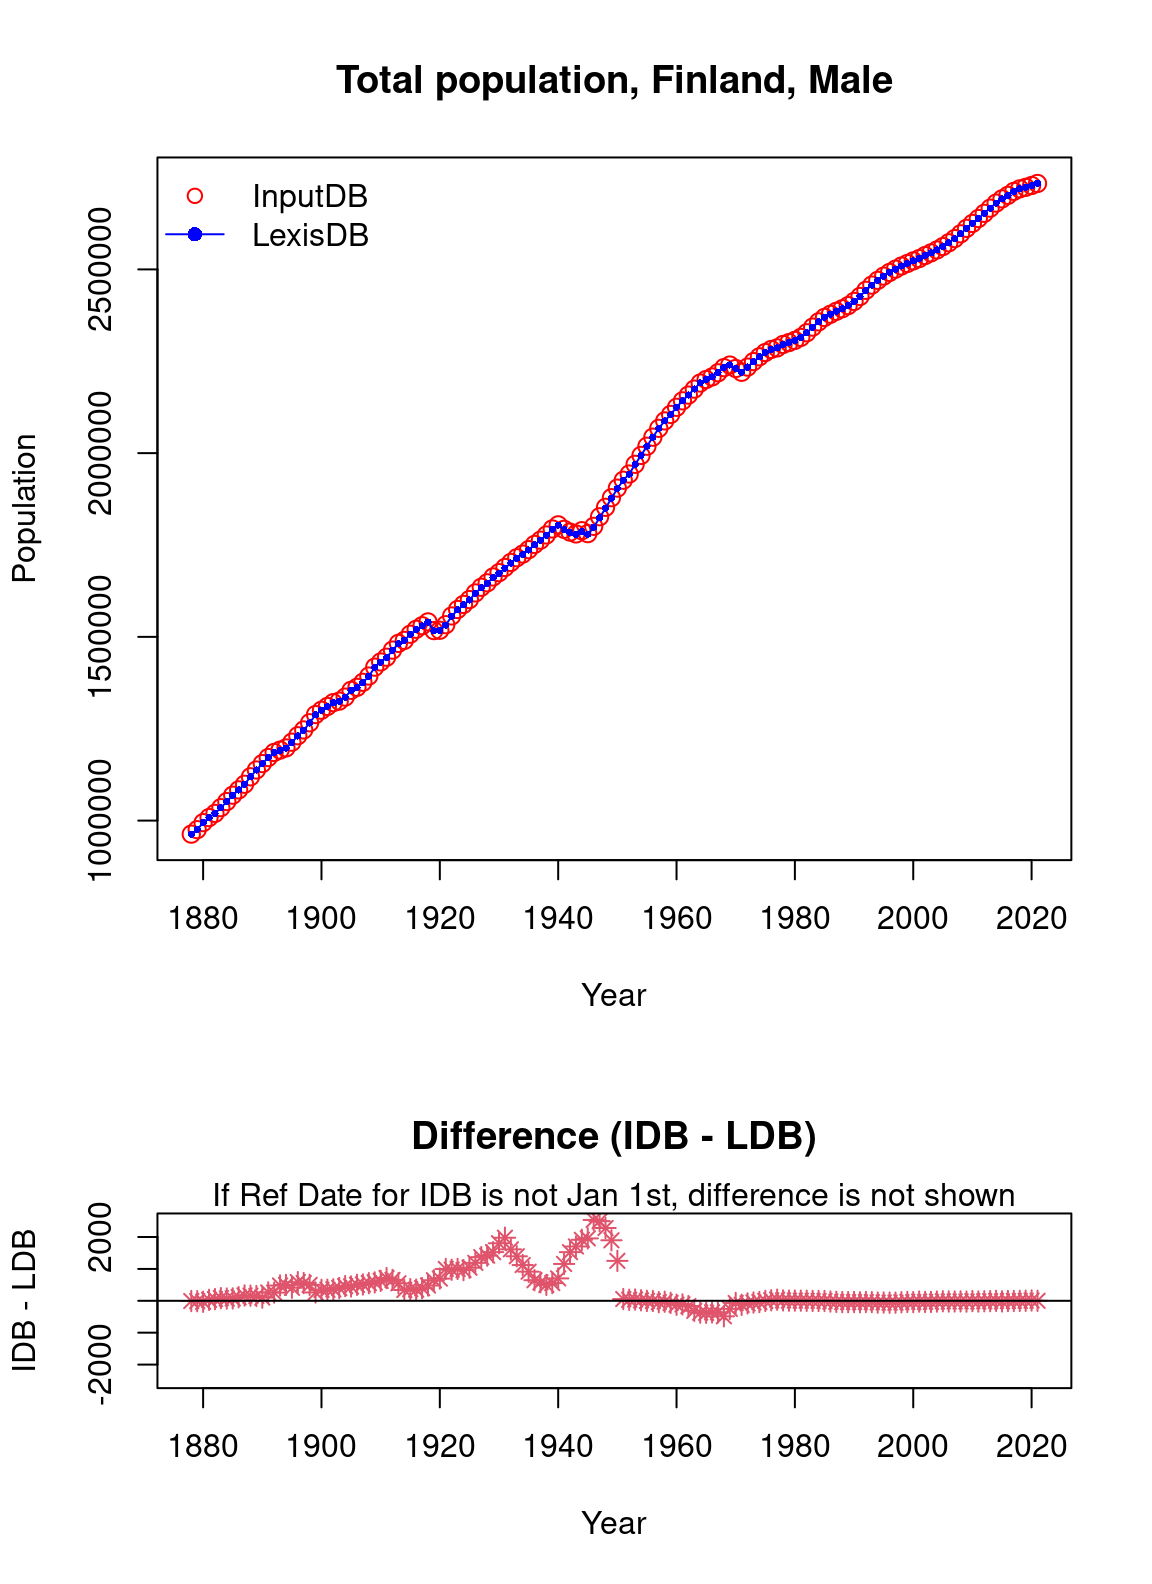 Total population, Finland, Male
InputDB
LexisDB
Population
1000000 1500000 2000000 2500000
1880 1900 1920 1940 1960 1980 2000 2020
Year
Difference (IDB - LDB)
If Ref Date for IDB is not Jan 1st, difference is not shown
IDB - LDB
-2000 2000
1880 1900 1920 1940 1960 1980 2000 2020
Year